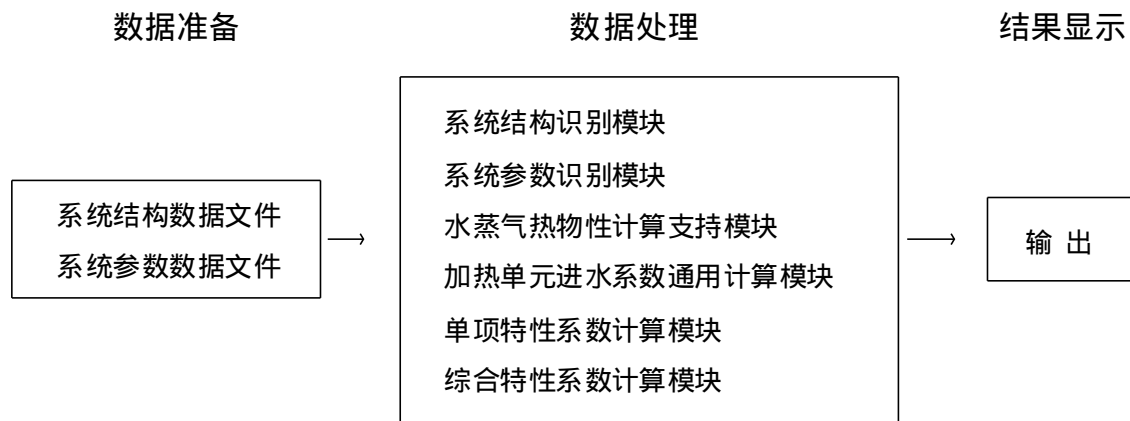 数据准备
数据处理
结果显示
系统结构数据文件
系统参数数据文件
系统结构识别模块
系统参数识别模块
水蒸气热物性计算支持模块
加热单元进水系数通用计算模块
单项特性系数计算模块
综合特性系数计算模块
输 出